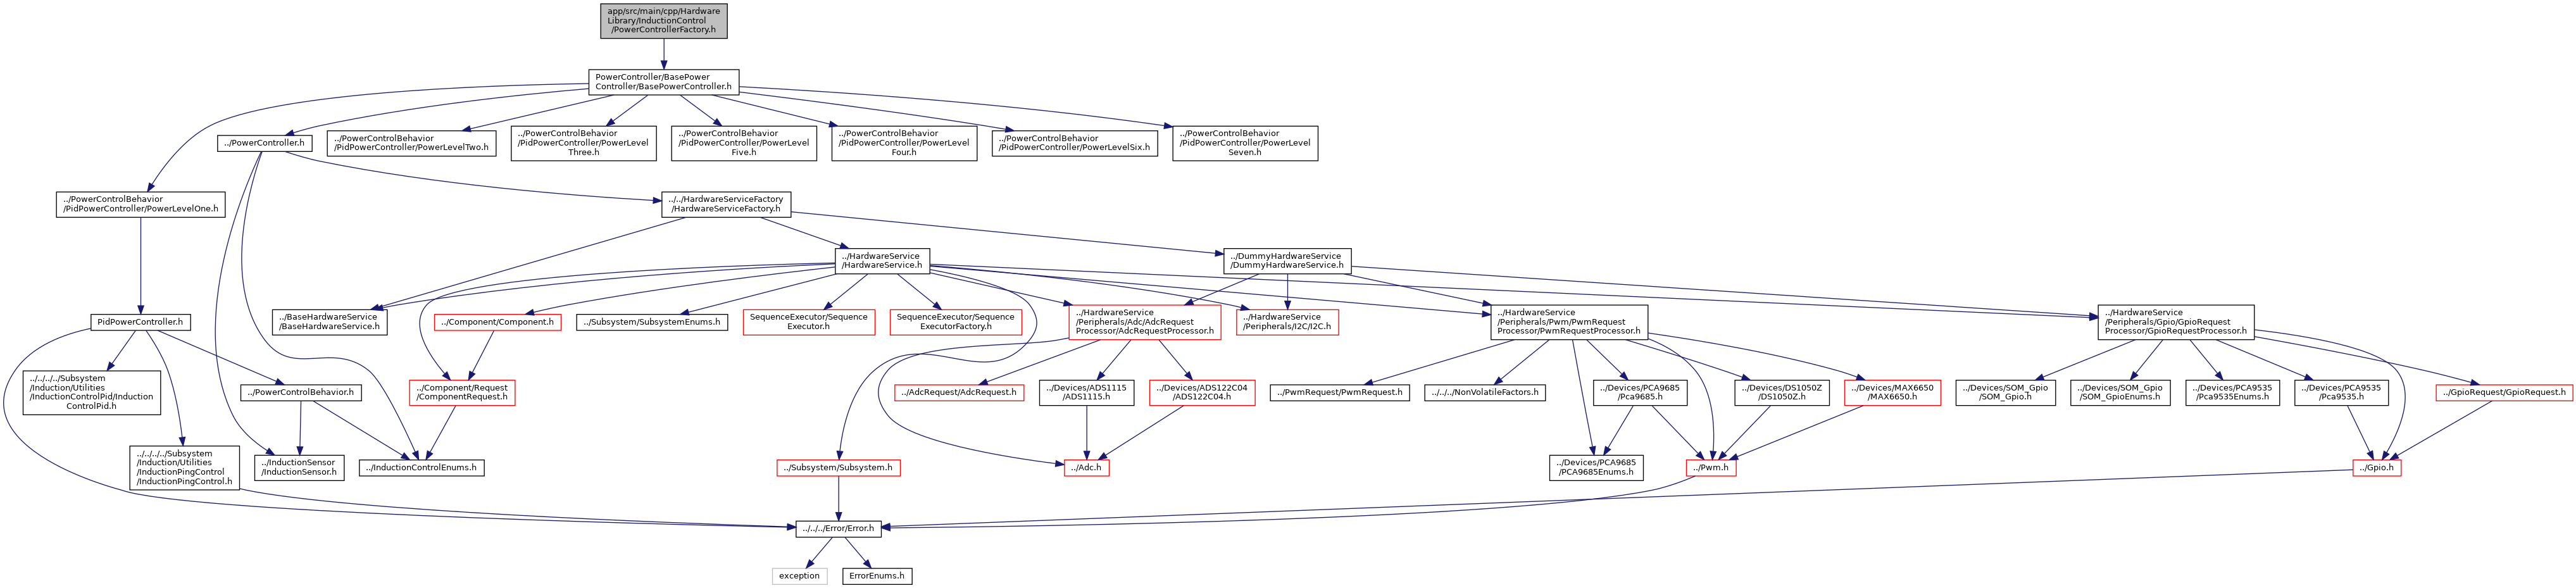 app/src/main/cpp/Hardware
Library/InductionControl
/PowerControllerFactory.h
PowerController/BasePower
Controller/BasePowerController.h
../PowerController.h
../PowerControlBehavior
/PidPowerController/PowerLevelTwo.h
../PowerControlBehavior
/PidPowerController/PowerLevel
Three.h
../PowerControlBehavior
/PidPowerController/PowerLevel
Five.h
../PowerControlBehavior
/PidPowerController/PowerLevel
Four.h
../PowerControlBehavior
/PidPowerController/PowerLevelSix.h
../PowerControlBehavior
/PidPowerController/PowerLevel
Seven.h
../PowerControlBehavior
/PidPowerController/PowerLevelOne.h
../../HardwareServiceFactory
/HardwareServiceFactory.h
../HardwareService
/HardwareService.h
../DummyHardwareService
/DummyHardwareService.h
PidPowerController.h
../BaseHardwareService
/BaseHardwareService.h
../Component/Component.h
../Subsystem/SubsystemEnums.h
SequenceExecutor/Sequence
Executor.h
SequenceExecutor/Sequence
ExecutorFactory.h
../HardwareService
/Peripherals/Adc/AdcRequest
Processor/AdcRequestProcessor.h
../HardwareService
/Peripherals/I2C/I2C.h
../HardwareService
/Peripherals/Pwm/PwmRequest
Processor/PwmRequestProcessor.h
../HardwareService
/Peripherals/Gpio/GpioRequest
Processor/GpioRequestProcessor.h
../../../../Subsystem
/Induction/Utilities
/InductionControlPid/Induction
ControlPid.h
../PowerControlBehavior.h
../Component/Request
/ComponentRequest.h
../AdcRequest/AdcRequest.h
../Devices/ADS1115
/ADS1115.h
../Devices/ADS122C04
/ADS122C04.h
../PwmRequest/PwmRequest.h
../../../NonVolatileFactors.h
../Devices/PCA9685
/Pca9685.h
../Devices/DS1050Z
/DS1050Z.h
../Devices/MAX6650
/MAX6650.h
../Devices/SOM_Gpio
/SOM_Gpio.h
../Devices/SOM_Gpio
/SOM_GpioEnums.h
../Devices/PCA9535
/Pca9535Enums.h
../Devices/PCA9535
/Pca9535.h
../GpioRequest/GpioRequest.h
../../../../Subsystem
/Induction/Utilities
/InductionPingControl
/InductionPingControl.h
../InductionSensor
/InductionSensor.h
../InductionControlEnums.h
../Subsystem/Subsystem.h
../Adc.h
../Devices/PCA9685
/PCA9685Enums.h
../Pwm.h
../Gpio.h
../../../Error/Error.h
exception
ErrorEnums.h